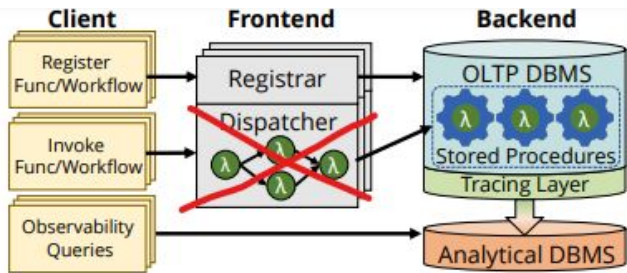 Client
Frontend
Backend
Register
Func/Workflow
Registrar
OLTP DBMS
λ λ λ
Stored Procedures
Tracing Layer
Invoke
Func/Workflow
Dispatcher
λ
λ
λ
λ
Observability
Queries
Analytical DBMS